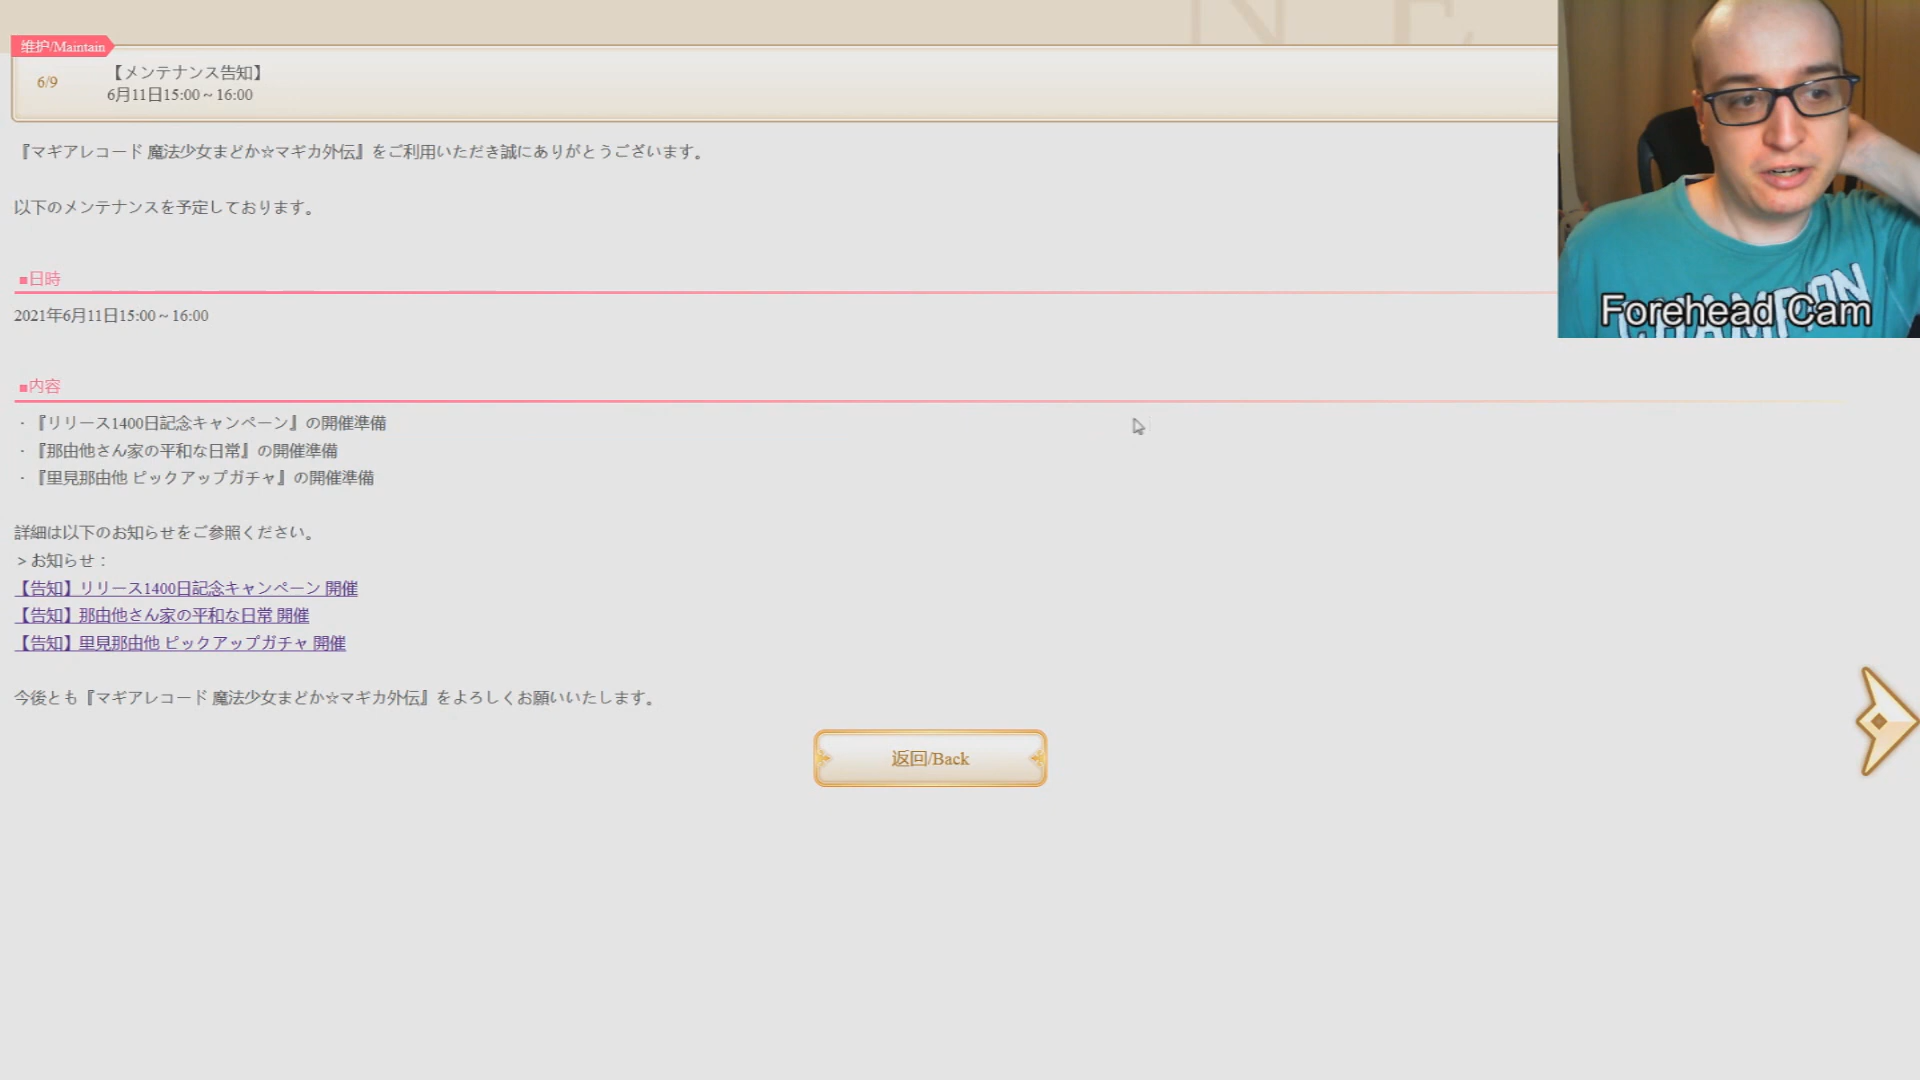 N E
维护/Maintain
6/9
【メンテナンス告知】
6月11日15:00～16:00
『マギアレコード 魔法少女まどか☆マギカ外伝』をご利用いただき誠にありがとうございます。
以下のメンテナンスを予定しております。
■日時
2021年6月11日15:00～16:00
■内容
・『リリース1400日記念キャンペーン』の開催準備
・『那由他さん家の平和な日常』の開催準備
・『里見那由他 ピックアップガチャ』の開催準備
詳細は以下のお知らせをご参照ください。
＞お知らせ：
【告知】リリース1400日記念キャンペーン 開催
【告知】那由他さん家の平和な日常 開催
【告知】里見那由他 ピックアップガチャ 開催
今後とも『マギアレコード 魔法少女まどか☆マギカ外伝』をよろしくお願いいたします。
返回/Back
CHAMPION
Forehead Cam